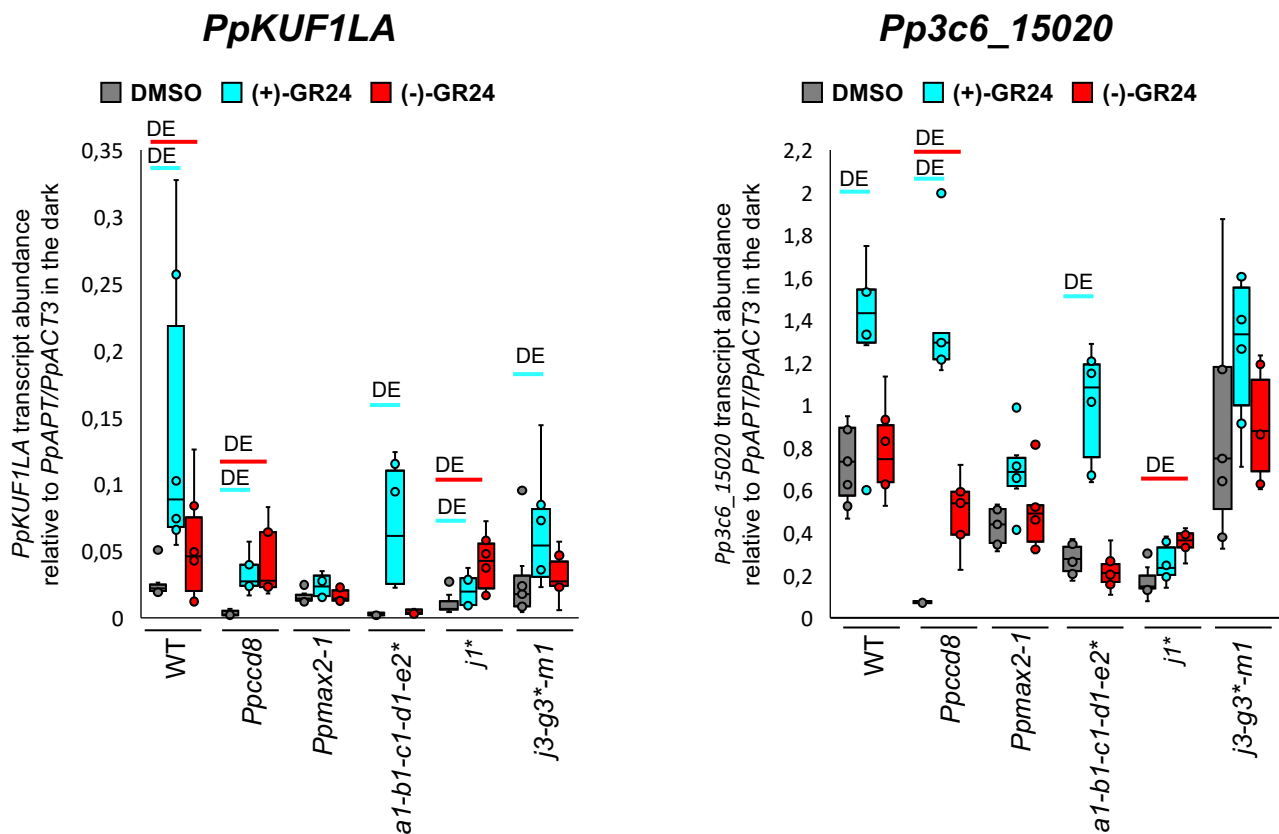 PpKUF1LA
DMSO (+)-GR24 (-)-GR24
PpKUF1LA transcript abundance
relative to PpAPT/PpACT3 in the dark
0,35
0,3
0,25
0,2
0,15
0,1
0,05
0
DE
DE
DE
DE
DE
DE
DE
DE
WT
Ppccd8
Ppmax2-1
a1-b1-c1-d1-e2*
j1*
j3-g3*-m1
Pp3c6_15020
DMSO (+)-GR24 (-)-GR24
Pp3c6_15020 transcript abundance
relative to PpAPT/PpACT3 in the dark
2,2
2
1,8
1,6
1,4
1,2
1
0,8
0,6
0,4
0,2
0
DE
DE
DE
DE
DE
WT
Ppccd8
Ppmax2-1
a1-b1-c1-d1-e2*
j1*
j3-g3*-m1